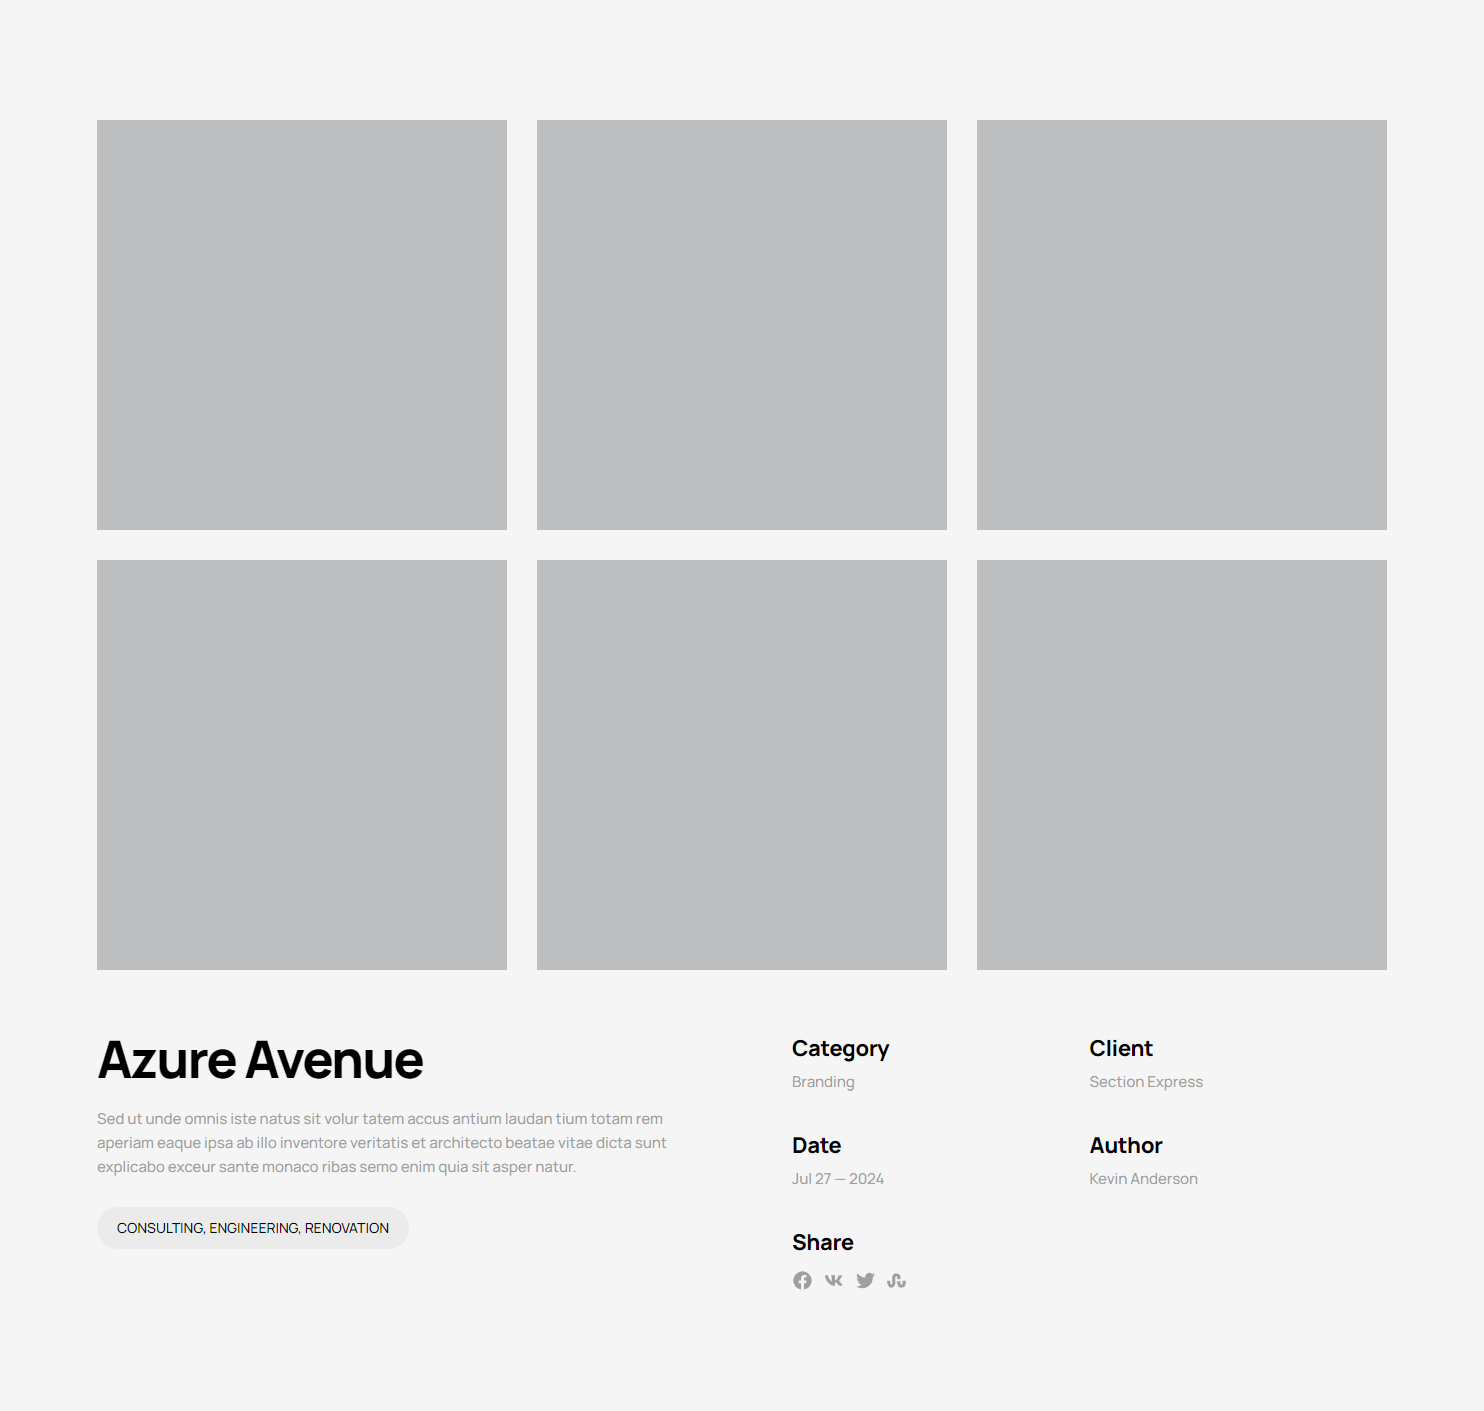 Azure Avenue
Sed ut unde omnis iste natus sit volur tatem accus antium laudan tium totam rem
aperiam eaque ipsa ab illo inventore veritatis et architecto beatae vitae dicta sunt
explicabo exceur sante monaco ribas semo enim quia sit asper natur.
CONSULTING, ENGINEERING, RENOVATION
Category
Branding
Client
Section Express
Date
Jul 27 — 2024
Author
Kevin Anderson
Share